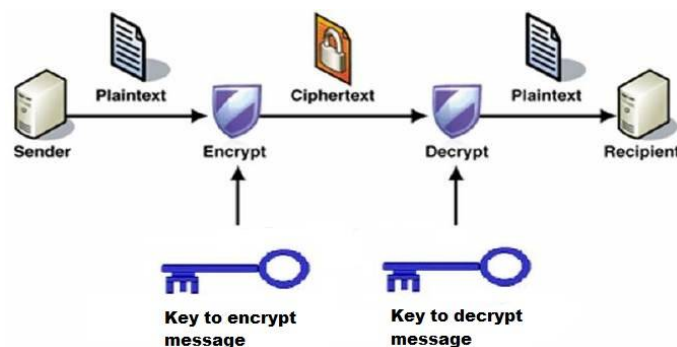 Plaintext
Ciphertext
Plaintext
Sender
Encrypt
Decrypt
Recipient
Key to encrypt
message
Key to decrypt
message